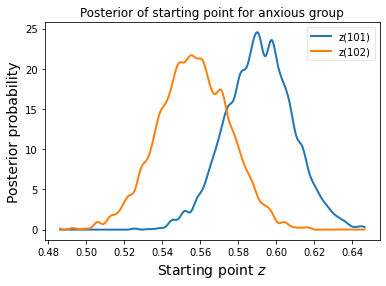 Posterior of starting point for anxious group
Posterior probability
25
20
15
10
5
0
z(101)
z(102)
0.48 0.50 0.52 0.54 0.56 0.58 0.60 0.62 0.64
Starting point z